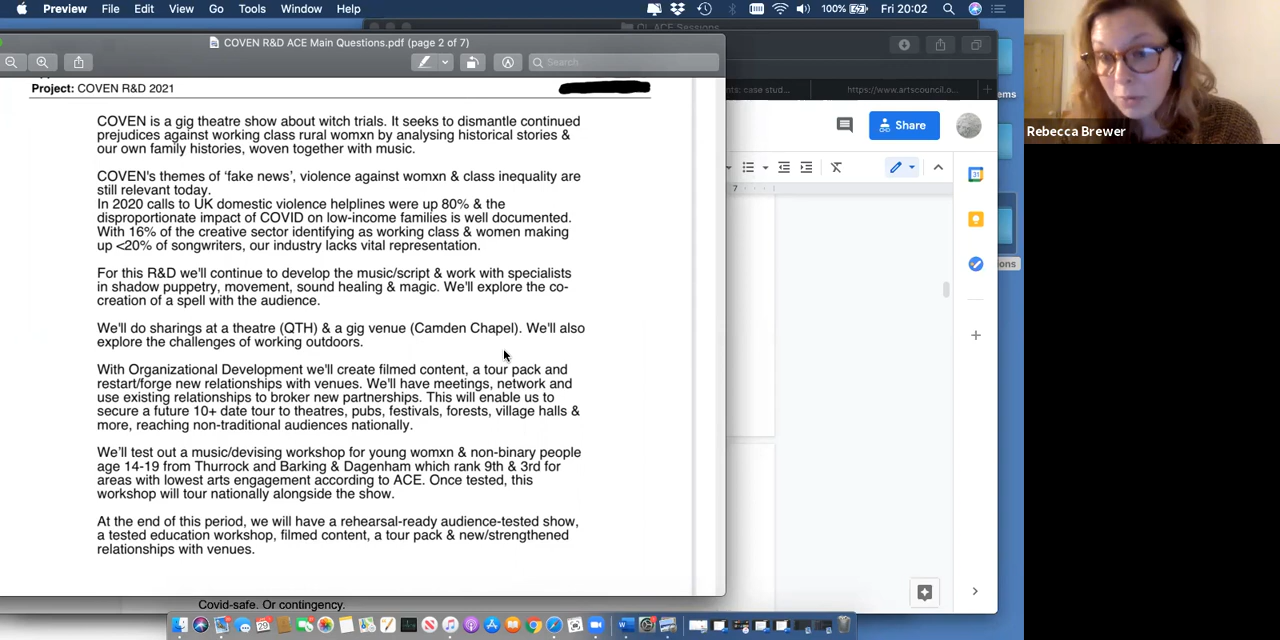 Preview File Edit View Go Tools Window Help
100% Fri 20:02
QL ACE Sessions
COVEN R&D ACE Main Questions.pdf (page 2 of 7)
Search
Project: COVEN R&D 2021
COVEN is a gig theatre show about witch trials. It seeks to dismantle continued
prejudices against working class rural womxn by analysing historical stories &
our own family histories, woven together with music.
COVEN's themes of ‘fake news’, violence against womxn & class inequality are
still relevant today.
In 2020 calls to UK domestic violence helplines were up 80% & the
disproportionate impact of COVID on low-income families is well documented.
With 16% of the creative sector identifying as working class & women making
up <20% of songwriters, our industry lacks vital representation.
For this R&D we'll continue to develop the music/script & work with specialists
in shadow puppetry, movement, sound healing & magic. We'll explore the co-
creation of a spell with the audience.
We'll do sharings at a theatre (QTH) & a gig venue (Camden Chapel). We'll also
explore the challenges of working outdoors.
With Organizational Development we'll create filmed content, a tour pack and
restart/forge new relationships with venues. We'll have meetings, network and
use existing relationships to broker new partnerships. This will enable us to
secure a future 10+ date tour to theatres, pubs, festivals, forests, village halls &
more, reaching non-traditional audiences nationally.
We'll test out a music/devising workshop for young womxn & non-binary people
age 14-19 from Thurrock and Barking & Dagenham which rank 9th & 3rd for
areas with lowest arts engagement according to ACE. Once tested, this
workshop will tour nationally alongside the show.
At the end of this period, we will have a rehearsal-ready audience-tested show,
a tested education workshop, filmed content, a tour pack & new/strengthened
relationships with venues.
Covid-safe. Or contingency.
nts: case stud...
https://www.artscouncil.o...
Share
7
31
ems
ons
29
Rebecca Brewer